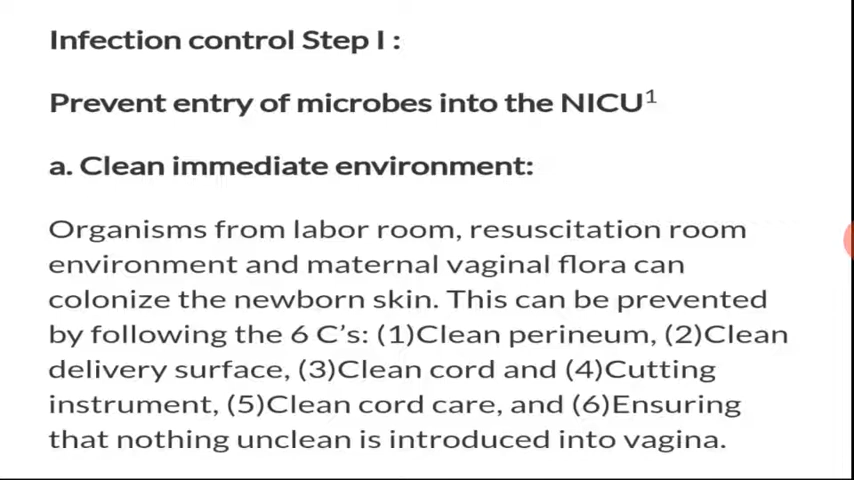 Infection control Step I :
Prevent entry of microbes into the NICU¹
a. Clean immediate environment:
Organisms from labor room, resuscitation room
environment and maternal vaginal flora can
colonize the newborn skin. This can be prevented
by following the 6 C’s: (1)Clean perineum, (2)Clean
delivery surface, (3)Clean cord and (4)Cutting
instrument, (5)Clean cord care, and (6)Ensuring
that nothing unclean is introduced into vagina.